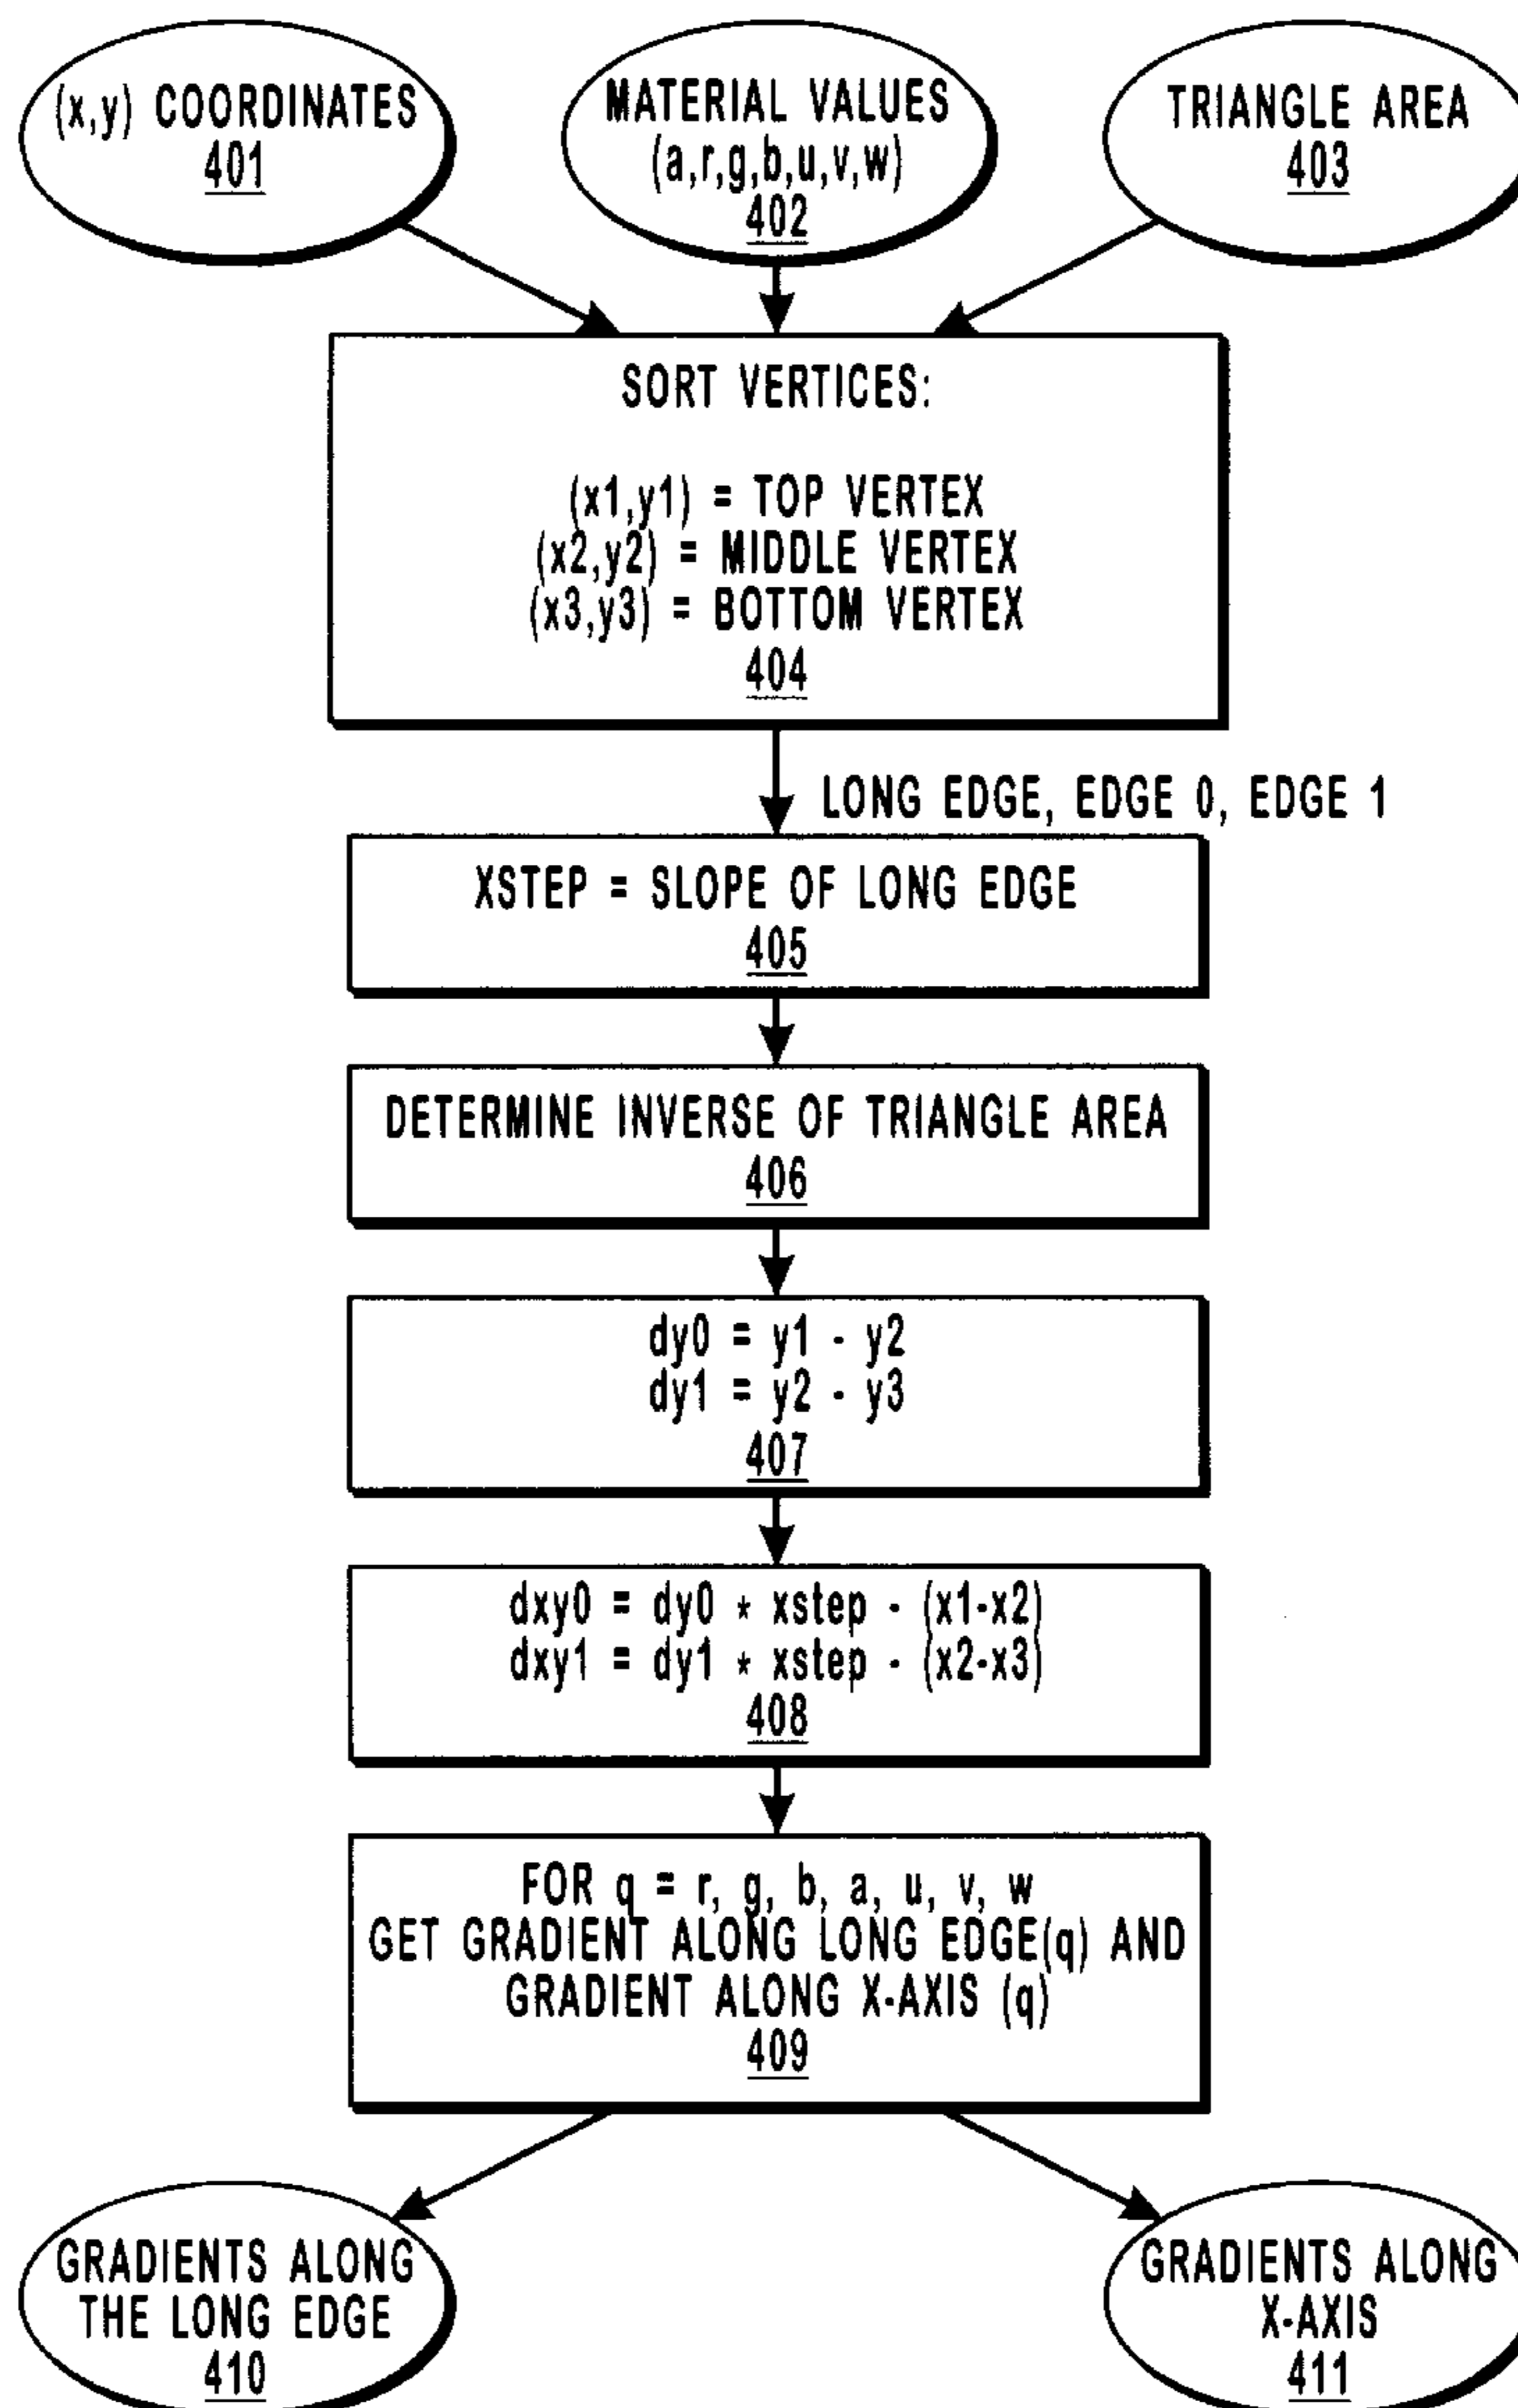 (x,y) COORDINATES
401
MATERIAL VALUES
(a,r,g,b,u,v,w)
402
TRIANGLE AREA
403
SORT VERTICES:
(x1,y1) = TOP VERTEX
(x2,y2) = MIDDLE VERTEX
(x3,y3) = BOTTOM VERTEX
404
LONG EDGE, EDGE 0, EDGE 1
XSTEP = SLOPE OF LONG EDGE
405
DETERMINE INVERSE OF TRIANGLE AREA
406
dy0 = y1 - y2
dy1 = y2 - y3
407
dxy0 = dy0 * xstep - (x1-x2)
dxy1 = dy1 * xstep - (x2-x3)
408
FOR q = r, g, b, a, u, v, w
GET GRADIENT ALONG LONG EDGE(q) AND
GRADIENT ALONG X-AXIS (q)
409
GRADIENTS ALONG
THE LONG EDGE
410
GRADIENTS ALONG
X-AXIS
411